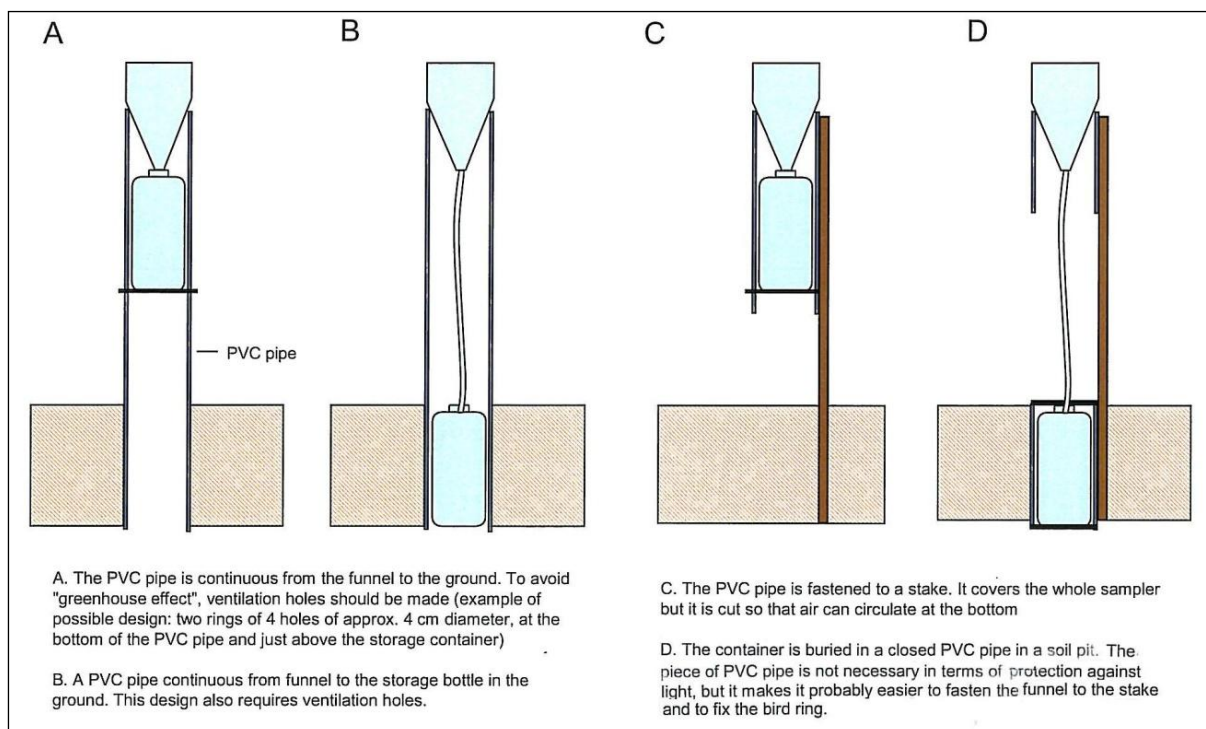 A
B
C
D
PVC pipe
A. The PVC pipe is continuous from the funnel to the ground. To avoid
"greenhouse effect", ventilation holes should be made (example of
possible design: two rings of 4 holes of approx. 4 cm diameter, at the
bottom of the PVC pipe and just above the storage container)
B. A PVC pipe continuous from funnel to the storage bottle in the
ground. This design also requires ventilation holes.
C. The PVC pipe is fastened to a stake. It covers the whole sampler
but it is cut so that air can circulate at the bottom
D. The container is buried in a closed PVC pipe in a soil pit. The
piece of PVC pipe is not necessary in terms of protection against
light, but it makes it probably easier to fasten the funnel to the stake
and to fix the bird ring.